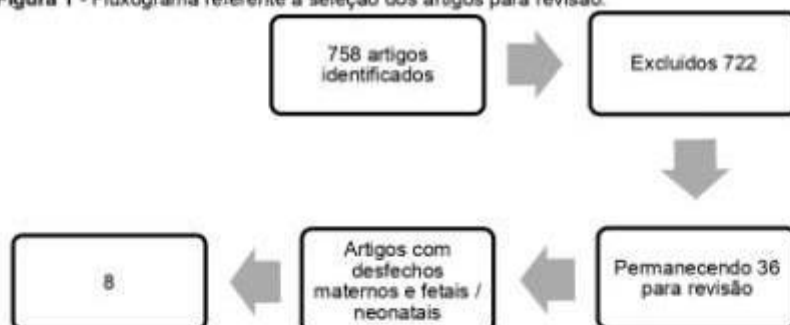 Figura 1 - Fluxograma referente à seleção dos artigos para revisão.
758 artigos
identificados
Excluidos 722
Permanecendo 36
para revisão
Artigos com
desfechos
maternos e fetais /
neonatais
8